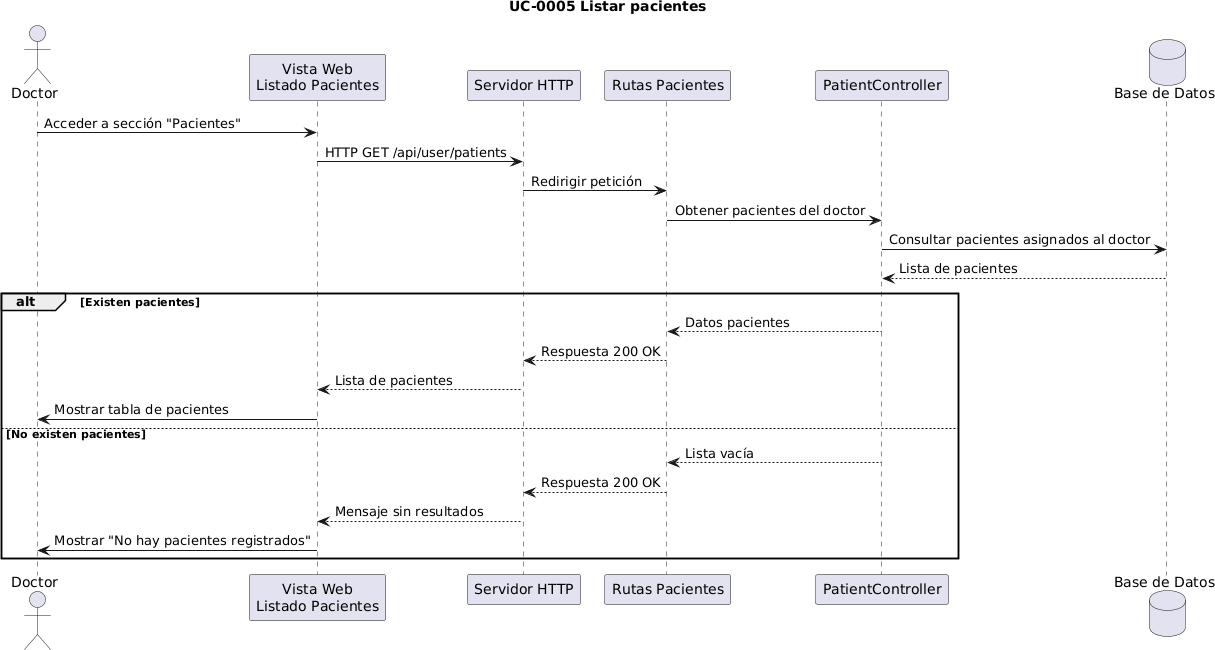 UC-0005 Listar pacientes
Doctor
Vista Web
Listado Pacientes
Servidor HTTP
Rutas Pacientes
PatientController
Base de Datos
Acceder a sección "Pacientes"
HTTP GET /api/user/patients
Redirigir petición
Obtener pacientes del doctor
Consultar pacientes asignados al doctor
Lista de pacientes
alt
[Existen pacientes]
Datos pacientes
Respuesta 200 OK
Lista de pacientes
Mostrar tabla de pacientes
[No existen pacientes]
Lista vacía
Respuesta 200 OK
Mensaje sin resultados
Mostrar "No hay pacientes registrados"
Doctor
Vista Web
Listado Pacientes
Servidor HTTP
Rutas Pacientes
PatientController
Base de Datos